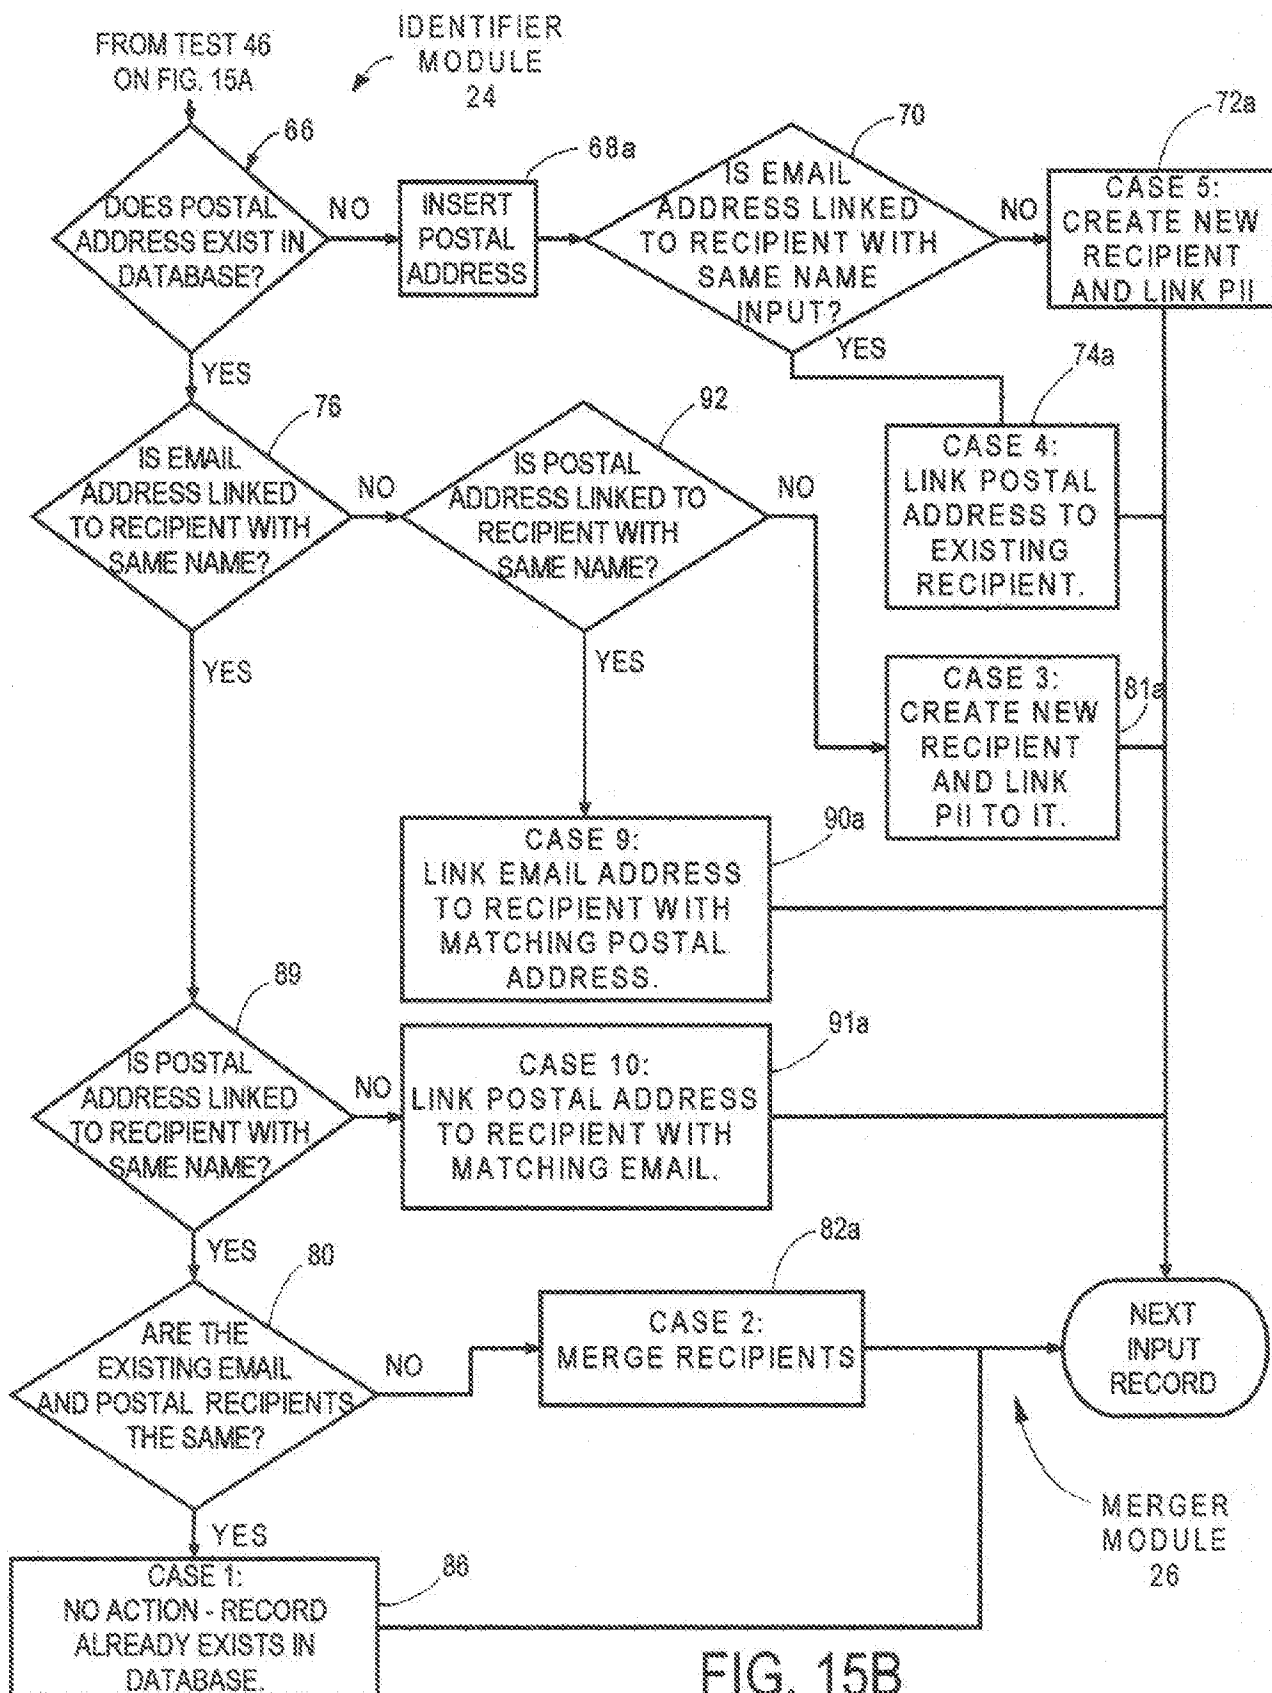 FROM TEST 46
ON FIG. 15A
IDENTIFIER
MODULE
24
66
DOES POSTAL
ADDRESS EXIST IN
DATABASE?
NO
68a
INSERT
POSTAL
ADDRESS
70
IS EMAIL
ADDRESS LINKED
TO RECIPIENT WITH
SAME NAME
INPUT?
NO
72a
CASE 5:
CREATE NEW
RECIPIENT
AND LINK PII
YES
YES
74a
CASE 4:
LINK POSTAL
ADDRESS TO
EXISTING
RECIPIENT.
76
IS EMAIL
ADDRESS LINKED
TO RECIPIENT WITH
SAME NAME?
NO
92
IS POSTAL
ADDRESS LINKED TO
RECIPIENT WITH
SAME NAME?
NO
YES
YES
CASE 3:
CREATE NEW
RECIPIENT
AND LINK
PII TO IT.
81a
90a
CASE 9:
LINK EMAIL ADDRESS
TO RECIPIENT WITH
MATCHING POSTAL
ADDRESS.
89
IS POSTAL
ADDRESS LINKED
TO RECIPIENT WITH
SAME NAME?
NO
91a
CASE 10:
LINK POSTAL ADDRESS
TO RECIPIENT WITH
MATCHING EMAIL.
YES
80
ARE THE
EXISTING EMAIL
AND POSTAL RECIPIENTS
THE SAME?
NO
82a
CASE 2:
MERGE RECIPIENTS
NEXT
INPUT
RECORD
YES
86
CASE 1:
NO ACTION - RECORD
ALREADY EXISTS IN
DATABASE.
MERGER
MODULE
26
FIG. 15B